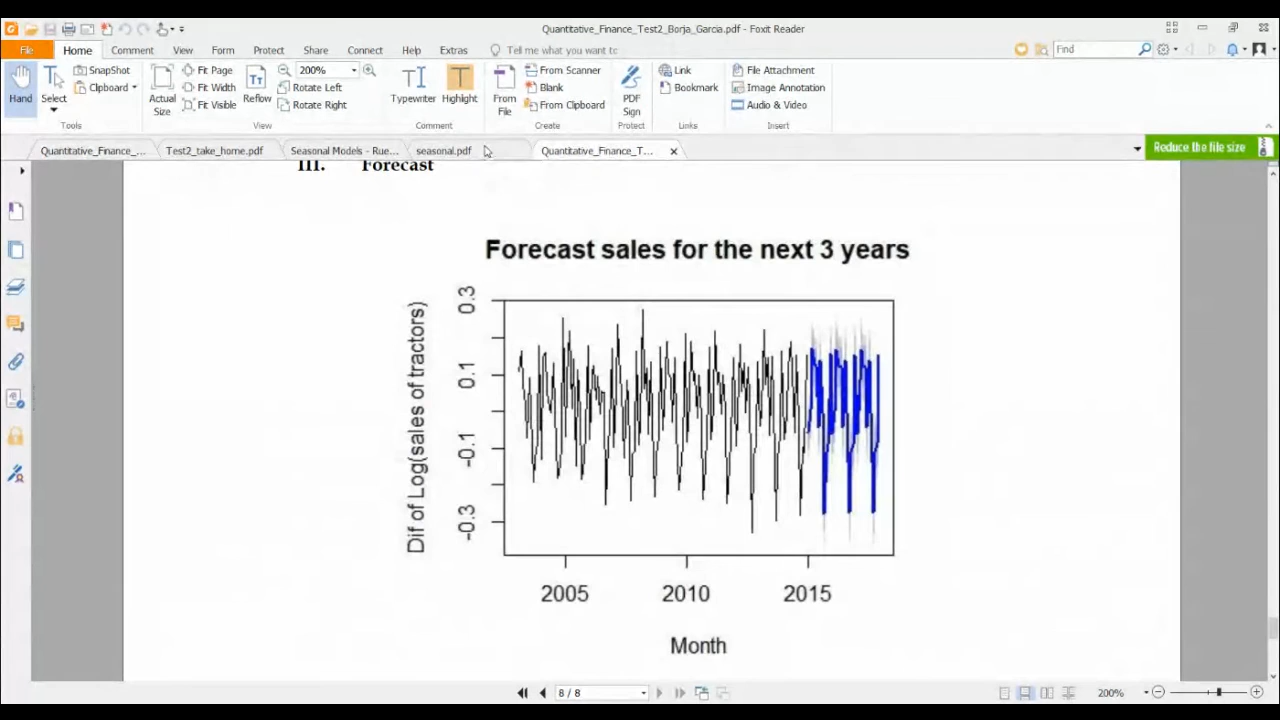 Quantitative_Finance_Test2_Borja_Garcia.pdf - Foxit Reader
File Home Comment View Form Protect Share Connect Help Extras Tell me what you want to Find
Hand
Select
SnapShot
Clipboard
Tools
Actual Size
Fit Page
Fit Width
Fit Visible
Reflow
200%
Rotate Left
Rotate Right
View
Typewriter
Highlight
Comment
From File
From Scanner
Blank
From Clipboard
Create
PDF Sign
Protect
Link
Bookmark
Links
File Attachment
Image Annotation
Audio & Video
Insert
Quantitative_Finance_... Test2_take_home.pdf Seasonal Models - Rue... seasonal.pdf Quantitative_Finance_T... Reduce the file size
III. Forecast
Forecast sales for the next 3 years
Dif of Log(sales of tractors)
0.3
0.1
-0.1
-0.3
2005 2010 2015
Month
8 / 8 200%